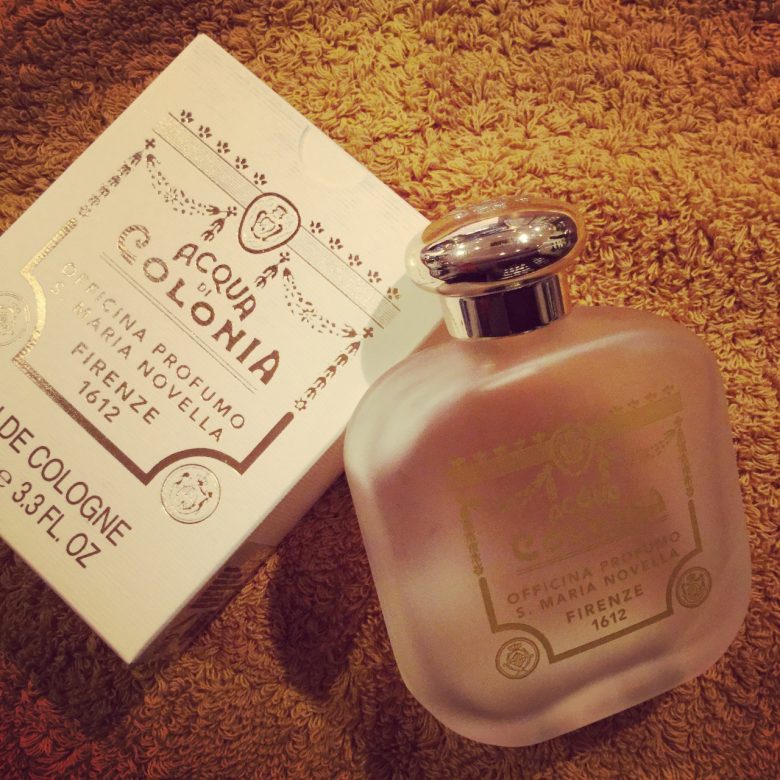 ACQUA
DI
COLONIA
OFFICINA PROFUMO
S. MARIA NOVELLA
FIRENZE
1612
DE COLOGNE
3.3 FL. OZ
ACQUA
DI
COLONIA
OFFICINA PROFUMO
S. MARIA NOVELLA
FIRENZE
1612